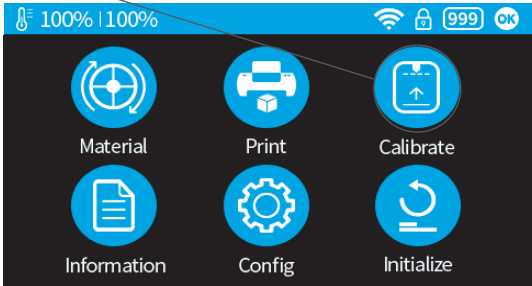 100% | 100% 999 OK
Material Print Calibrate
Information Config Initialize